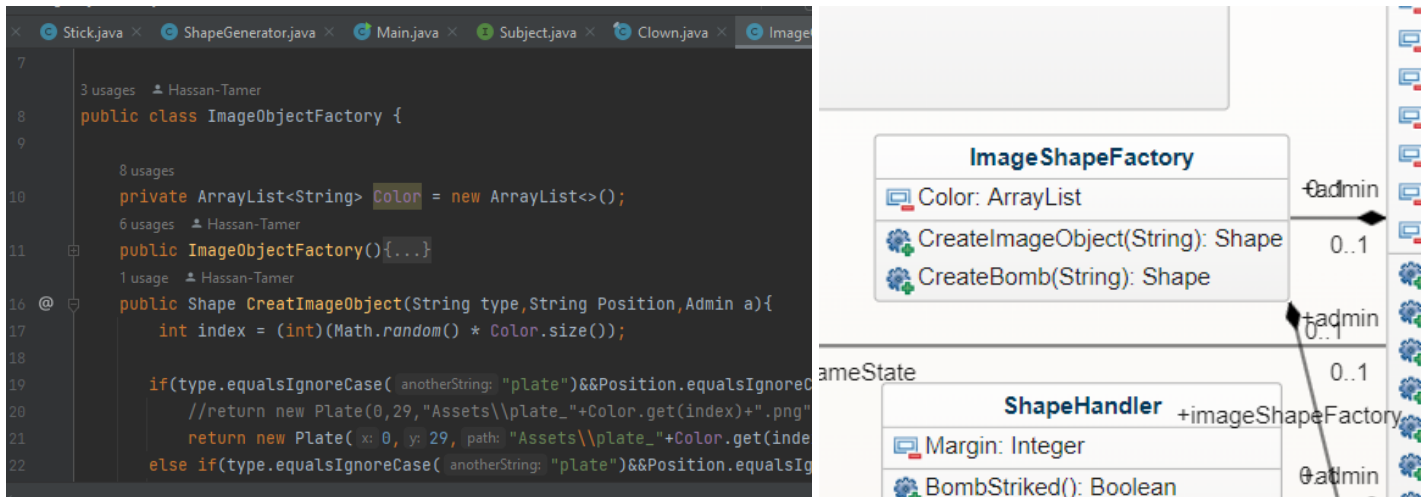 Stick.java ShapeGenerator.java Main.java Subject.java Clown.java Image
7
3 usages Hassan-Tamer
8 public class ImageObjectFactory {
9
8 usages
10 private ArrayList<String> Color = new ArrayList<>();
6 usages Hassan-Tamer
11 public ImageObjectFactory(){...}
1 usage Hassan-Tamer
16 @ public Shape CreatImageObject(String type,String Position,Admin a){
17 int index = (int)(Math.random() * Color.size());
18
19 if(type.equalsIgnoreCase( anotherString: "plate")&&Position.equalsIgnoreC
20 //return new Plate(0,29,"Assets\\plate_"+Color.get(index)+".png"
21 return new Plate( x: 0, y: 29, path: "Assets\\plate_"+Color.get(inde
22 else if(type.equalsIgnoreCase( anotherString: "plate")&&Position.equalsIg
ImageShapeFactory
Color: ArrayList
CreateImageObject(String): Shape
CreateBomb(String): Shape
+admin
0..1
0..1
+admin
0..1
0..1
ameState
ShapeHandler
+imageShapeFactory
Margin: Integer
+admin
BombStriked(): Boolean